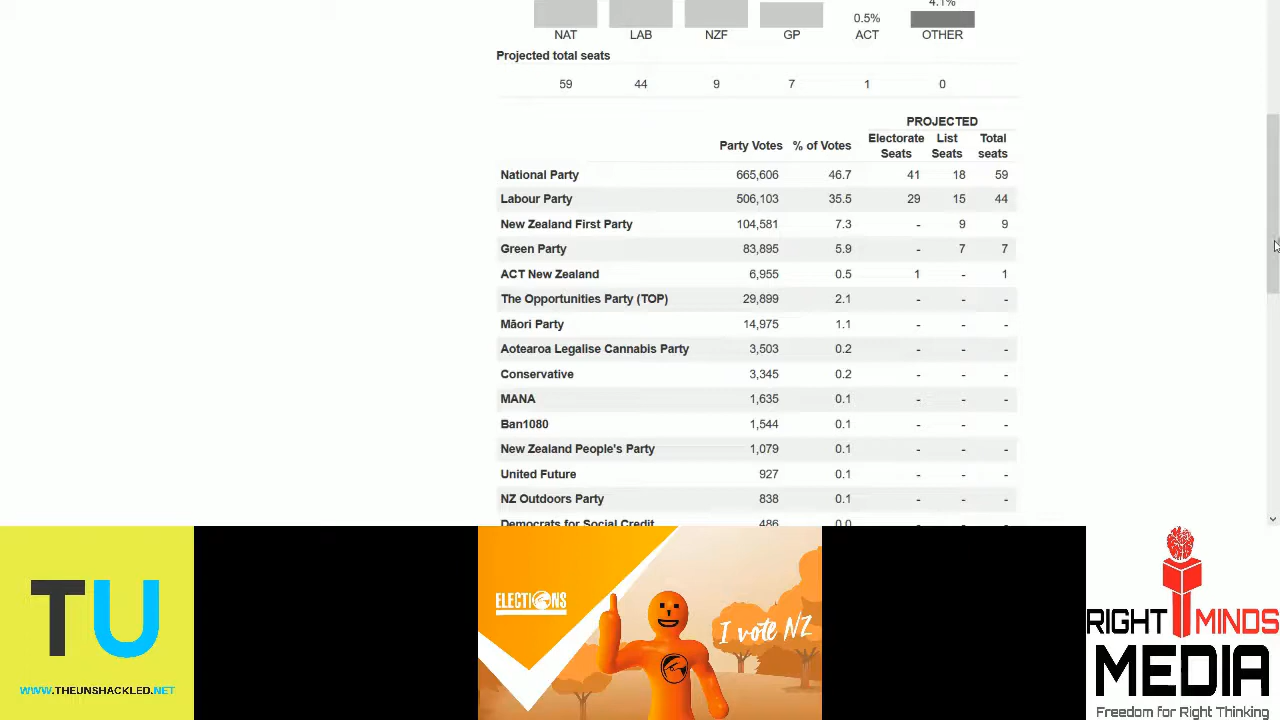 4.1%
0.5%
NAT LAB NZF GP ACT OTHER
Projected total seats
59 44 9 7 1 0
PROJECTED
Party Votes % of Votes Electorate Seats List Seats Total seats
National Party 665,606 46.7 41 18 59
Labour Party 506,103 35.5 29 15 44
New Zealand First Party 104,581 7.3 - 9 9
Green Party 83,895 5.9 - 7 7
ACT New Zealand 6,955 0.5 1 - 1
The Opportunities Party (TOP) 29,899 2.1 - - -
Māori Party 14,975 1.1 - - -
Aotearoa Legalise Cannabis Party 3,503 0.2 - - -
Conservative 3,345 0.2 - - -
MANA 1,635 0.1 - - -
Ban1080 1,544 0.1 - - -
New Zealand People's Party 1,079 0.1 - - -
United Future 927 0.1 - - -
NZ Outdoors Party 838 0.1 - - -
Democrats for Social Credit 486 0.0 - - -
TU
WWW.THEUNSHACKLED.NET
ELECTIONS
I vote NZ
RIGHT MINDS
MEDIA
Freedom for Right Thinking